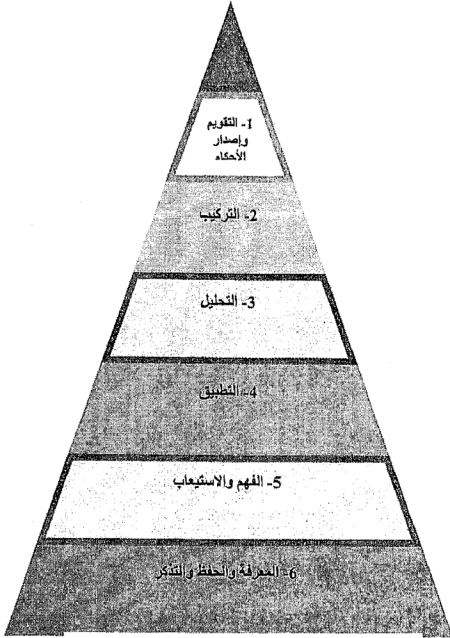 1- التقويم
وإصدار
الأحكام
2- التركيب
3- التحليل
4- التطبيق
5- الفهم والاستيعاب
6- المعرفة والحفظ والتذكر